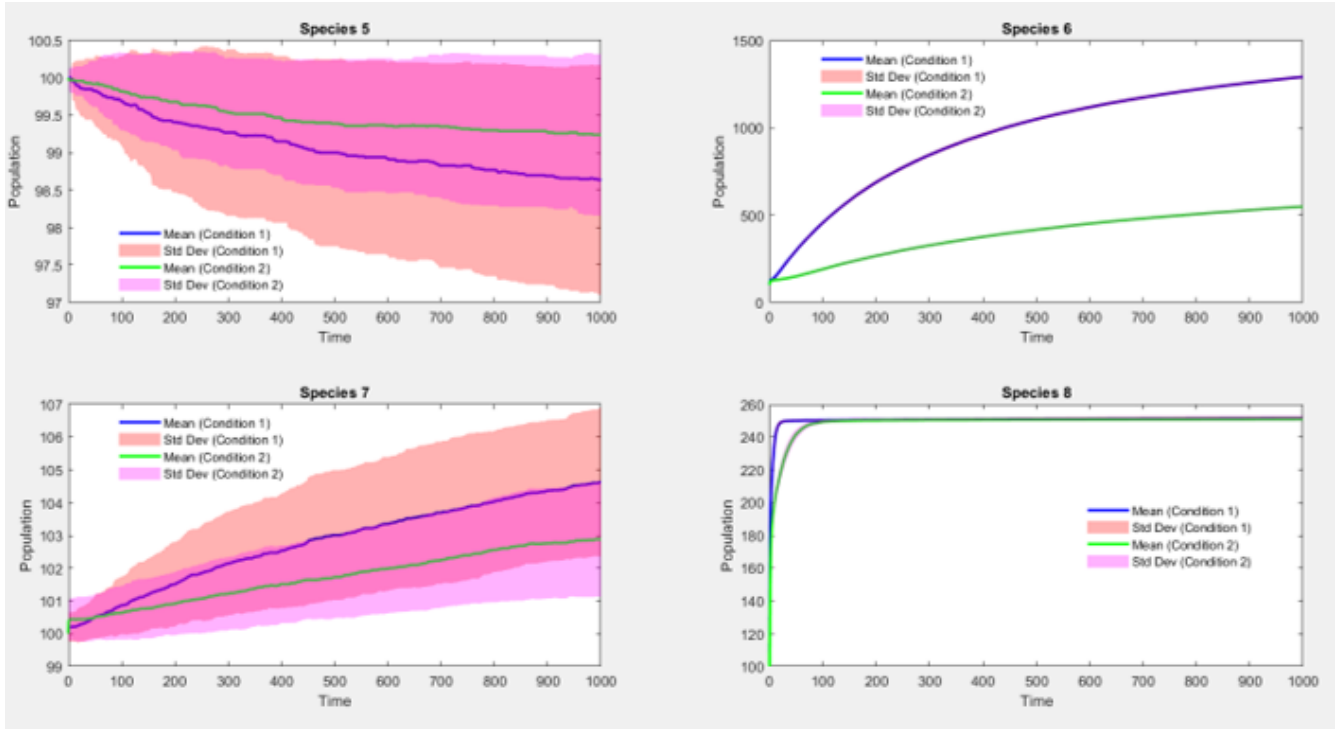 Species 5
100.5
100
99.5
99
98.5
98
97.5
97
Population
Mean (Condition 1)
Std Dev (Condition 1)
Mean (Condition 2)
Std Dev (Condition 2)
0 100 200 300 400 500 600 700 800 900 1000
Time
Species 6
1500
1000
500
0
Population
Mean (Condition 1)
Std Dev (Condition 1)
Mean (Condition 2)
Std Dev (Condition 2)
0 100 200 300 400 500 600 700 800 900 1000
Time
Species 7
107
106
105
104
103
102
101
100
99
Population
Mean (Condition 1)
Std Dev (Condition 1)
Mean (Condition 2)
Std Dev (Condition 2)
0 100 200 300 400 500 600 700 800 900 1000
Time
Species 8
260
240
220
200
180
160
140
120
100
Population
Mean (Condition 1)
Std Dev (Condition 1)
Mean (Condition 2)
Std Dev (Condition 2)
0 100 200 300 400 500 600 700 800 900 1000
Time